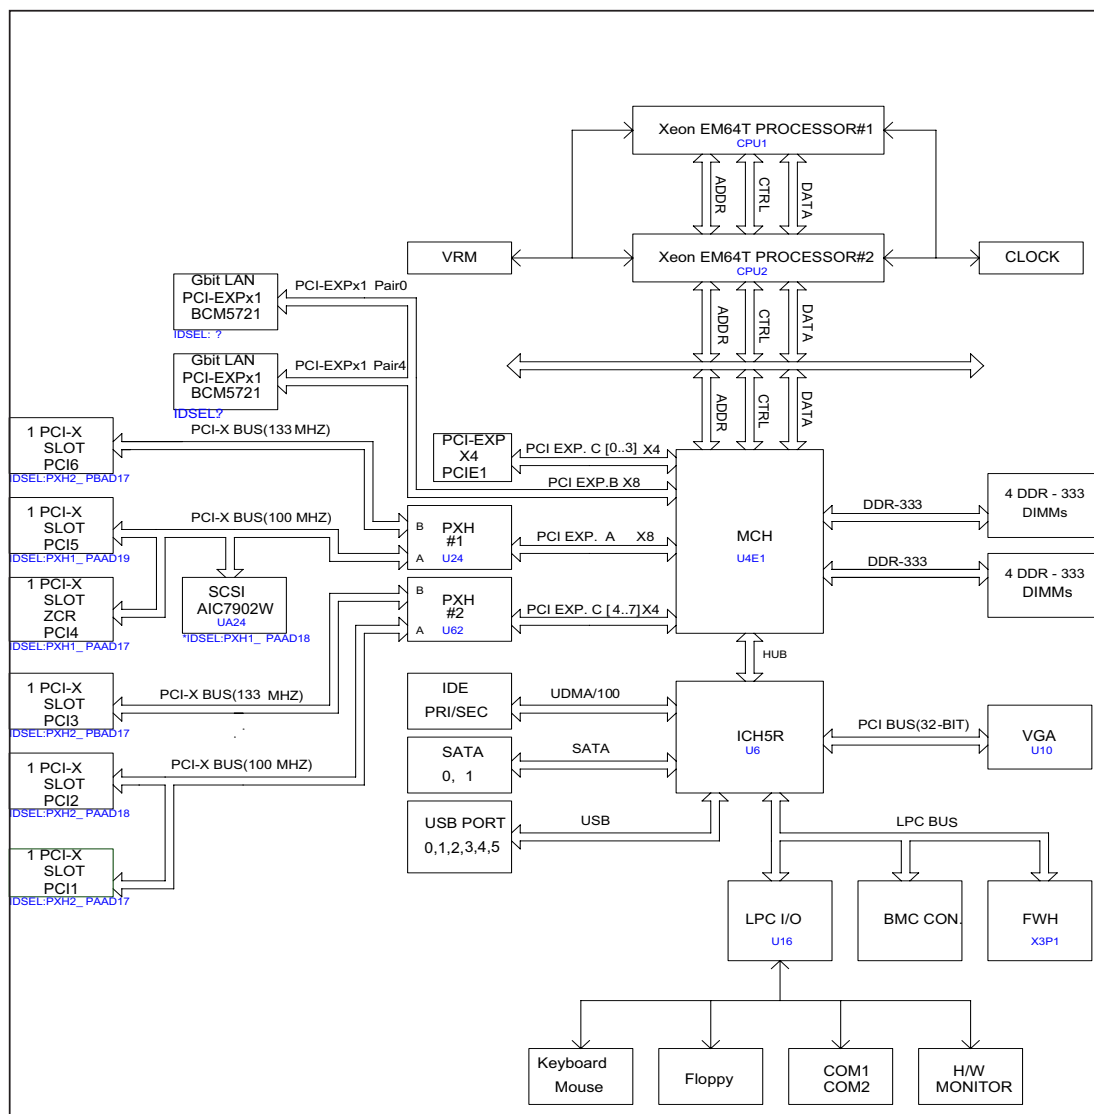 Xeon EM64T PROCESSOR#1
CPU1
ADDR
CTRL
DATA
VRM
Xeon EM64T PROCESSOR#2
CPU2
CLOCK
Gbit LAN
PCI-EXPx1
BCM5721
IDSEL: ?
PCI-EXPx1 Pair0
ADDR
CTRL
DATA
Gbit LAN
PCI-EXPx1
BCM5721
IDSEL?
PCI-EXPx1 Pair4
ADDR
CTRL
DATA
1 PCI-X
SLOT
PCI6
IDSEL:PXH2_ PBAD17
PCI-X BUS(133 MHZ)
PCI-EXP
X4
PCIE1
PCI EXP. C [0..3] X4
PCI EXP.B X8
MCH
U4E1
DDR-333
4 DDR - 333
DIMMs
1 PCI-X
SLOT
PCI5
IDSEL:PXH1_ PAAD19
PCI-X BUS(100 MHZ)
B
A
PXH
#1
U24
PCI EXP. A X8
DDR-333
4 DDR - 333
DIMMs
1 PCI-X
SLOT
ZCR
PCI4
IDSEL:PXH1_ PAAD17
SCSI
AIC7902W
UA24
*IDSEL:PXH1_ PAAD18
B
A
PXH
#2
U62
PCI EXP. C [4..7] X4
HUB
1 PCI-X
SLOT
PCI3
IDSEL:PXH2_ PBAD17
PCI-X BUS(133 MHZ)
IDE
PRI/SEC
UDMA/100
ICH5R
U6
PCI BUS(32-BIT)
VGA
U10
1 PCI-X
SLOT
PCI2
IDSEL:PXH2_ PAAD18
PCI-X BUS(100 MHZ)
SATA
0, 1
SATA
USB PORT
0,1,2,3,4,5
USB
LPC BUS
1 PCI-X
SLOT
PCI1
IDSEL:PXH2_ PAAD17
LPC I/O
U16
BMC CON.
FWH
X3P1
Keyboard
Mouse
Floppy
COM1
COM2
H/W
MONITOR